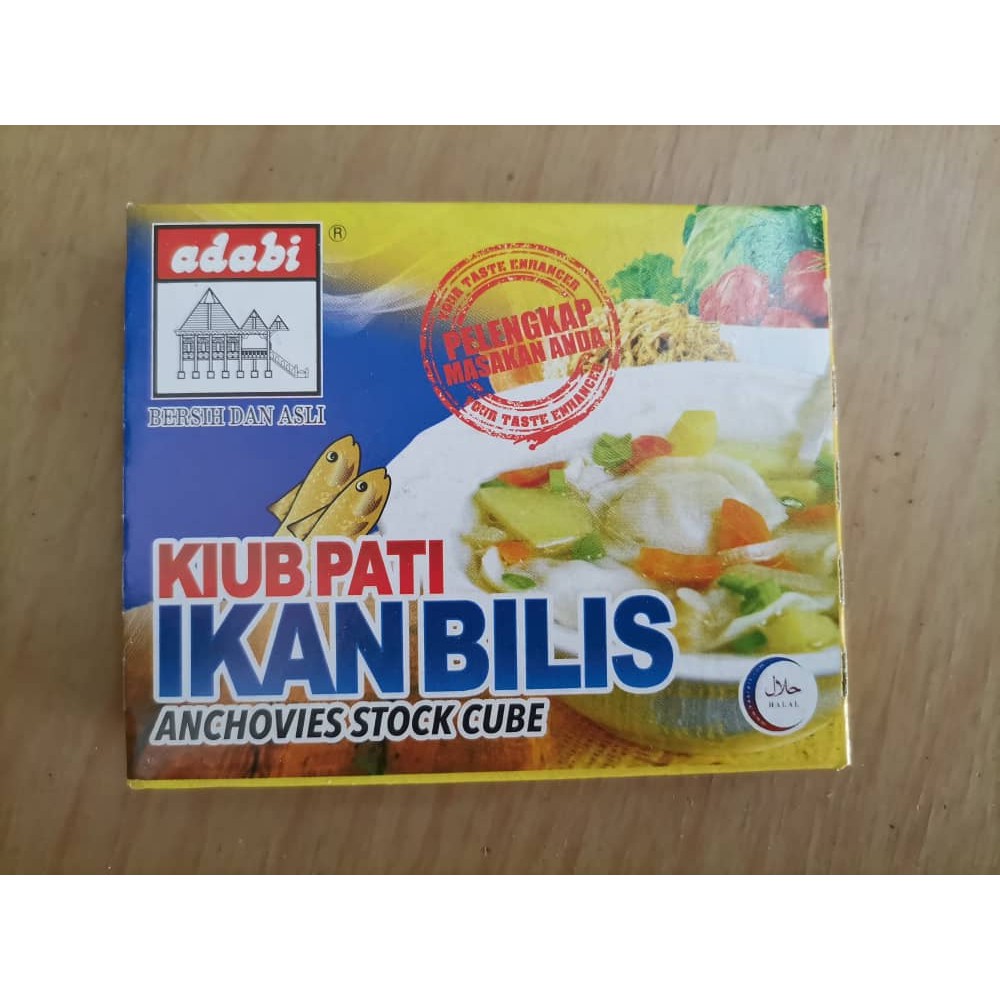 adabi
®
BERSIH DAN ASLI
YOUR TASTE ENHANCER
PELENGKAP
MASAKAN ANDA
YOUR TASTE ENHANCER
KIUB PATI
IKAN BILIS
ANCHOVIES STOCK CUBE
حلال
HALAL